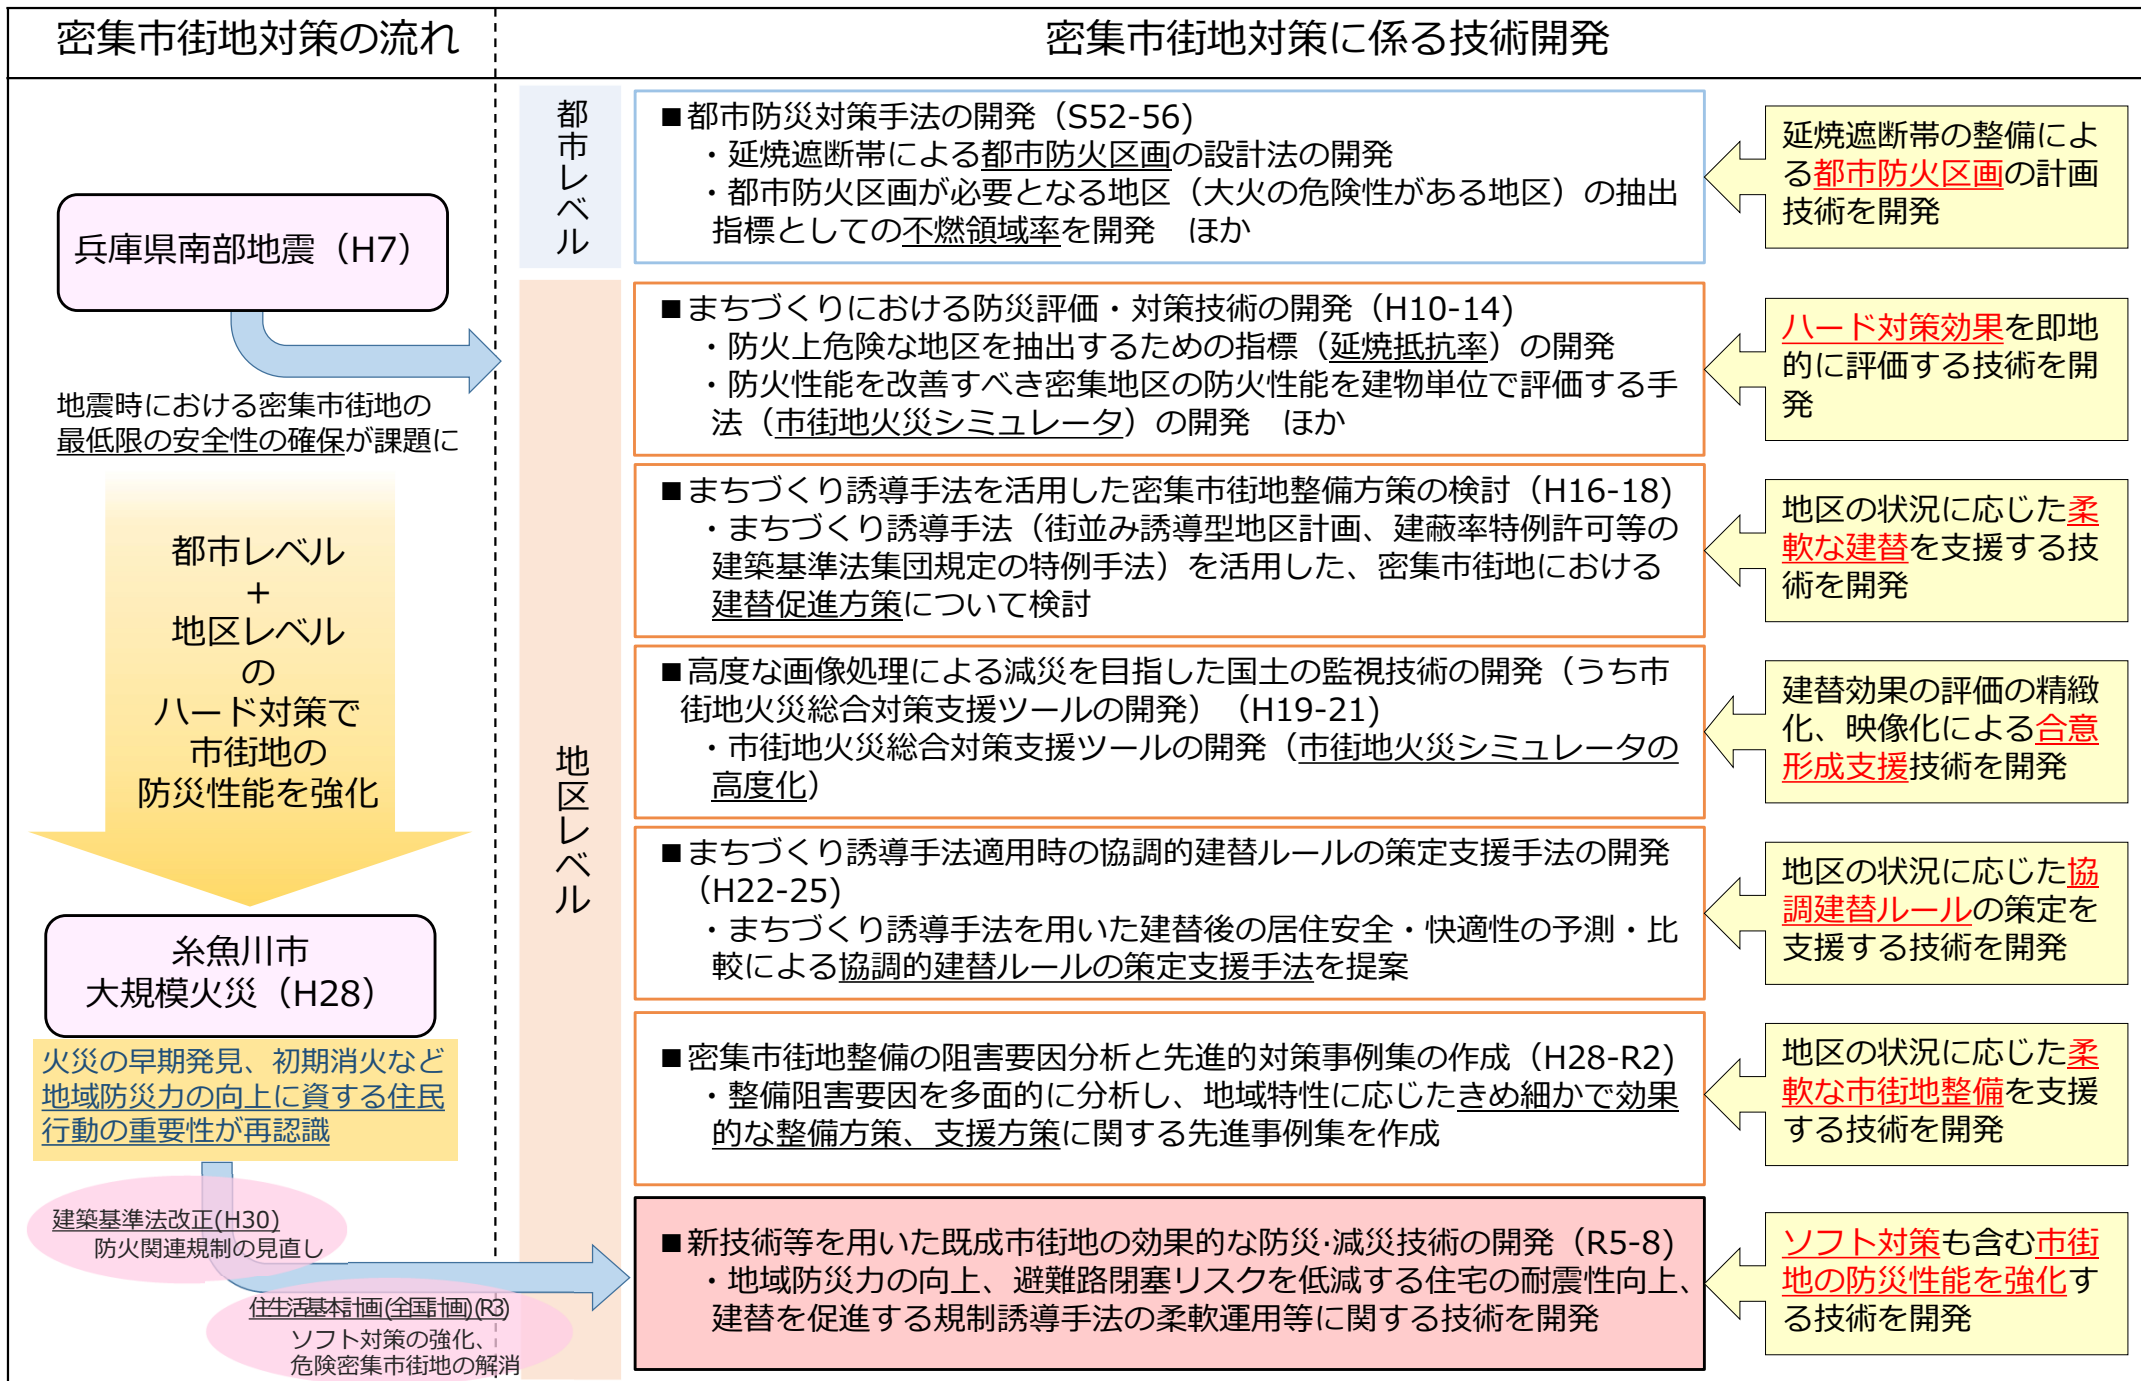 密集市街地対策の流れ
密集市街地対策に係る技術開発
兵庫県南部地震（H7）
地震時における密集市街地の
最低限の安全性の確保が課題に
都市レベル
＋
地区レベル
の
ハード対策で
市街地の
防災性能を強化
糸魚川市
大規模火災（H28）
火災の早期発見、初期消火など
地域防災力の向上に資する住民
行動の重要性が再認識
建築基準法改正(H30)
防火関連規制の見直し
住生活基本計画(全国計画)(R3)
ソフト対策の強化、
危険密集市街地の解消
都市レベル
■都市防災対策手法の開発（S52-56)
・延焼遮断帯による都市防火区画の設計法の開発
・都市防火区画が必要となる地区（大火の危険性がある地区）の抽出
指標としての不燃領域率を開発　ほか
延焼遮断帯の整備によ
る都市防火区画の計画
技術を開発
地区レベル
■まちづくりにおける防災評価・対策技術の開発（H10-14)
・防火上危険な地区を抽出するための指標（延焼抵抗率）の開発
・防火性能を改善すべき密集地区の防火性能を建物単位で評価する手
法（市街地火災シミュレータ）の開発　ほか
ハード対策効果を即地
的に評価する技術を開
発
■まちづくり誘導手法を活用した密集市街地整備方策の検討（H16-18)
・まちづくり誘導手法（街並み誘導型地区計画、建蔽率特例許可等の
建築基準法集団規定の特例手法）を活用した、密集市街地における
建替促進方策について検討
地区の状況に応じた柔
軟な建替を支援する技
術を開発
■高度な画像処理による減災を目指した国土の監視技術の開発（うち市
街地火災総合対策支援ツールの開発）（H19-21)
・市街地火災総合対策支援ツールの開発（市街地火災シミュレータの
高度化）
建替効果の評価の精緻
化、映像化による合意
形成支援技術を開発
■まちづくり誘導手法適用時の協調的建替ルールの策定支援手法の開発
（H22-25)
・まちづくり誘導手法を用いた建替後の居住安全・快適性の予測・比
較による協調的建替ルールの策定支援手法を提案
地区の状況に応じた協
調建替ルールの策定を
支援する技術を開発
■密集市街地整備の阻害要因分析と先進的対策事例集の作成（H28-R2)
・整備阻害要因を多面的に分析し、地域特性に応じたきめ細かで効果
的な整備方策、支援方策に関する先進事例集を作成
地区の状況に応じた柔
軟な市街地整備を支援
する技術を開発
■新技術等を用いた既成市街地の効果的な防災･減災技術の開発（R5-8)
・地域防災力の向上、避難路閉塞リスクを低減する住宅の耐震性向上、
建替を促進する規制誘導手法の柔軟運用等に関する技術を開発
ソフト対策も含む市街
地の防災性能を強化す
る技術を開発